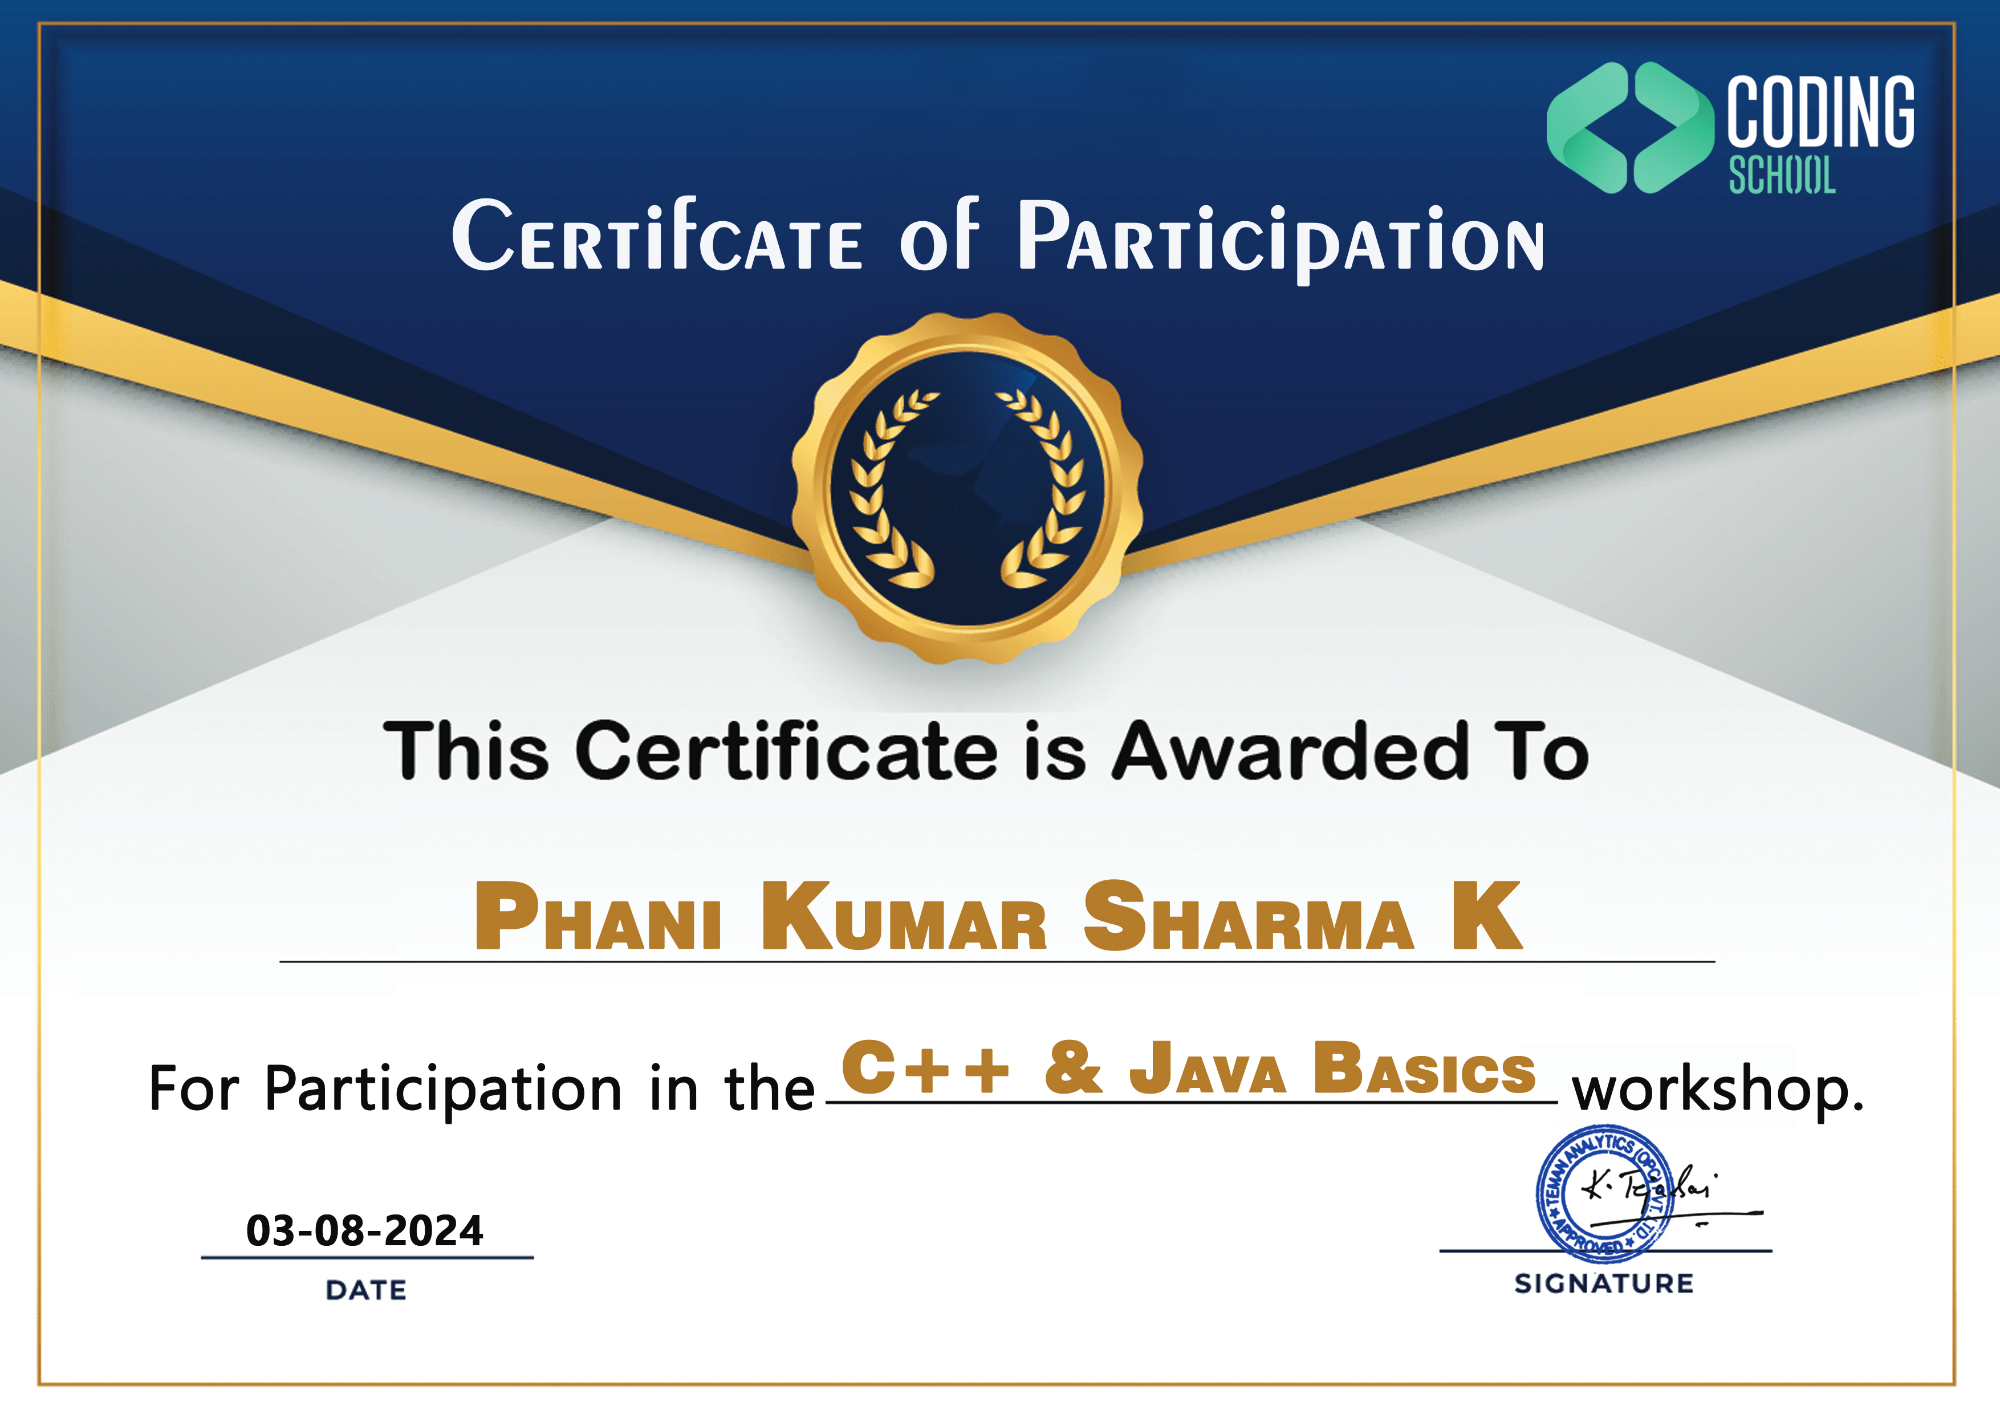 CODING
SCHOOL
Certifcate of Participation
This Certificate is Awarded To
Phani Kumar Sharma K
For Participation in the C++ & Java Basics workshop.
TEMAN ANALYTICS (OPC) PVT. LTD.
★ APPROVED ★
K. Tejasai
03-08-2024
DATE
SIGNATURE